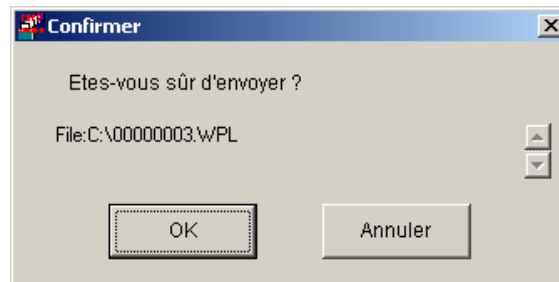 Confirmer
Etes-vous sûr d'envoyer ?
File:C:\00000003.WPL
OK
Annuler